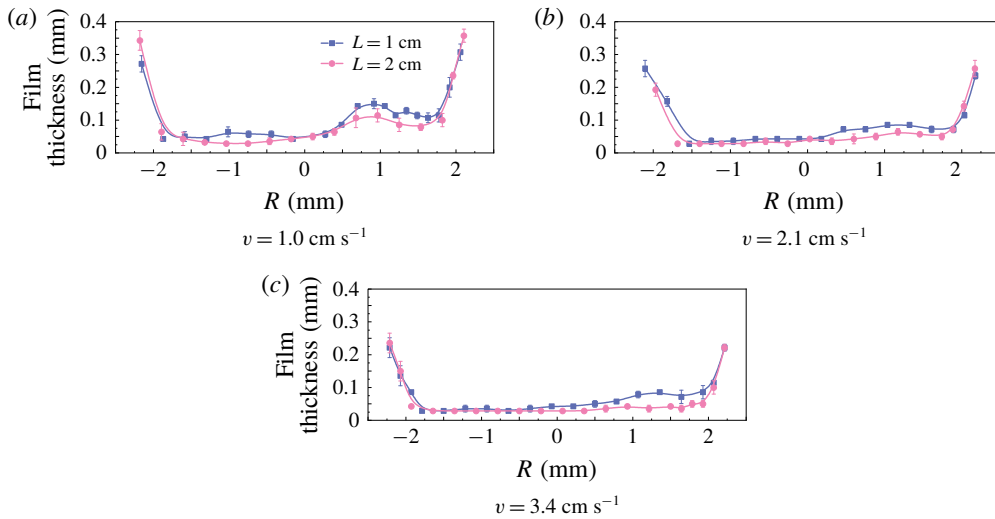 (a)
0.4
0.3
0.2
0.1
0
Film
thickness (mm)
L = 1 cm
L = 2 cm
−2
−1
0
1
2
R (mm)
v = 1.0 cm s⁻¹
(b)
0.4
0.3
0.2
0.1
0
−2
−1
0
1
2
R (mm)
v = 2.1 cm s⁻¹
(c)
0.4
0.3
0.2
0.1
0
Film
thickness (mm)
−2
−1
0
1
2
R (mm)
v = 3.4 cm s⁻¹